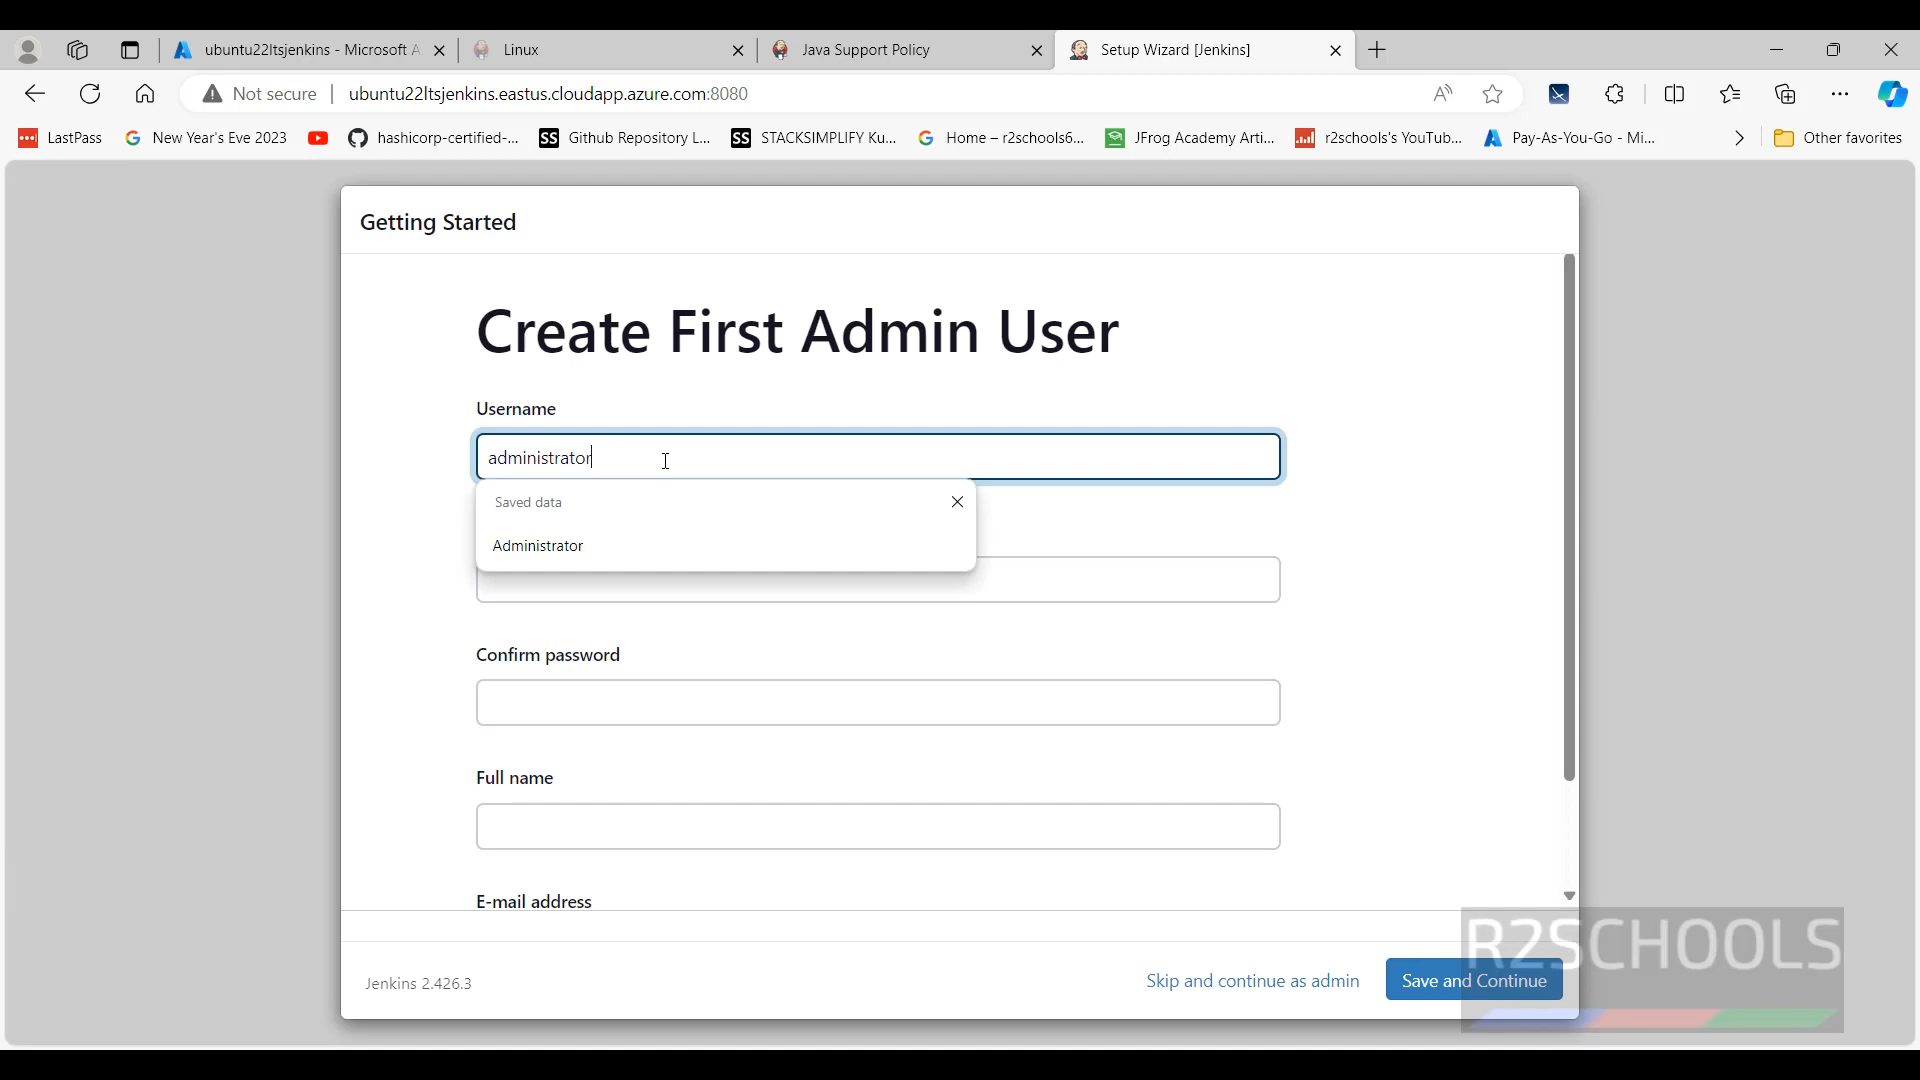 ubuntu22ltsjenkins - Microsoft A
Linux
Java Support Policy
Setup Wizard [Jenkins]
Not secure
ubuntu22ltsjenkins.eastus.cloudapp.azure.com:8080
LastPass
New Year's Eve 2023
hashicorp-certified-...
SS
Github Repository L...
SS
STACKSIMPLIFY Ku...
Home – r2schools6...
JFrog Academy Arti...
r2schools's YouTub...
Pay-As-You-Go - Mi...
Other favorites
Getting Started
Create First Admin User
Username
administrator
Saved data
Administrator
Confirm password
Full name
E-mail address
Jenkins 2.426.3
Skip and continue as admin
Save and Continue
R2SCHOOLS